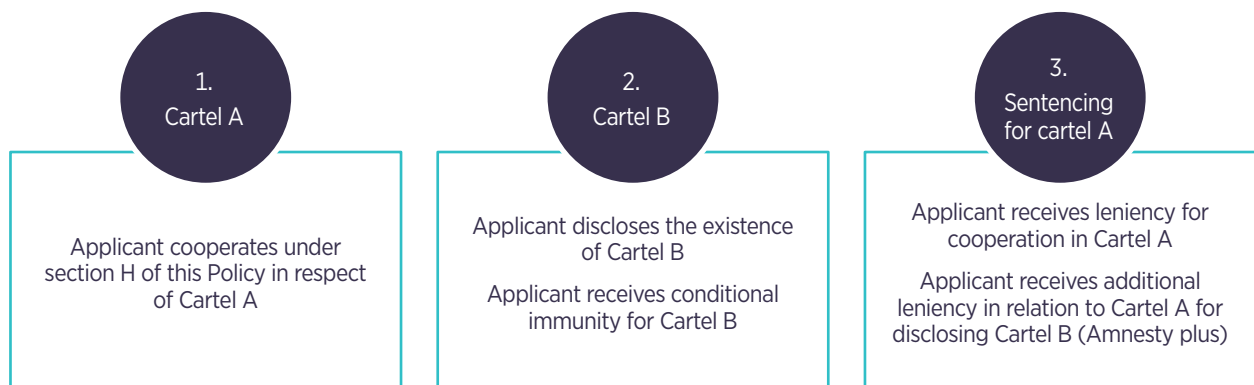 1.
Cartel A
Applicant cooperates under
section H of this Policy in respect
of Cartel A
2.
Cartel B
Applicant discloses the existence
of Cartel B
Applicant receives conditional
immunity for Cartel B
3.
Sentencing
for cartel A
Applicant receives leniency for
cooperation in Cartel A
Applicant receives additional
leniency in relation to Cartel A for
disclosing Cartel B (Amnesty plus)